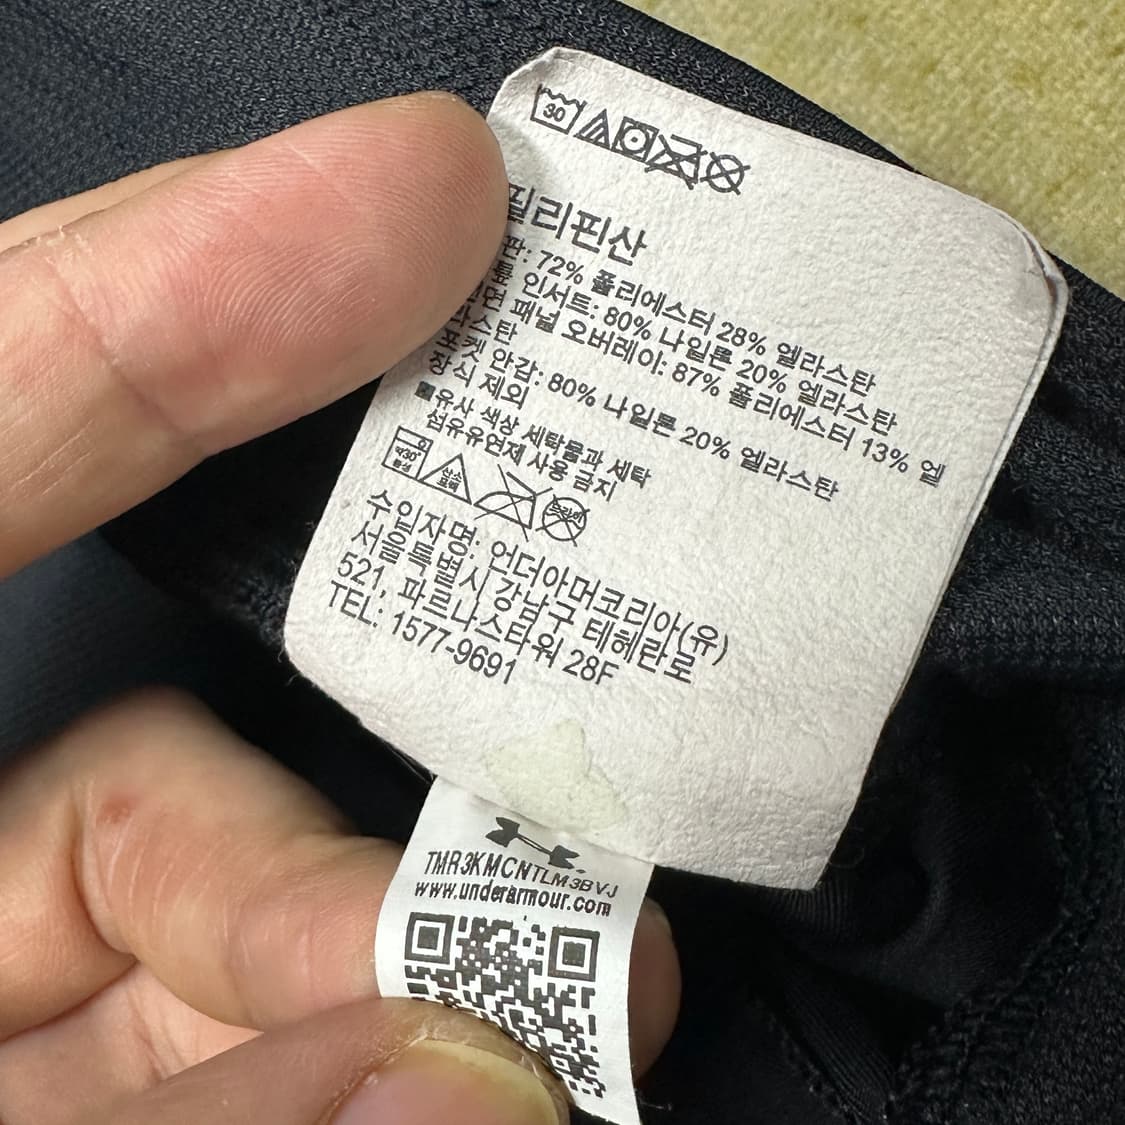 30
필리핀산
판: 72% 폴리에스터 28% 엘라스탄
인서트: 80% 나일론 20% 엘라스탄
패널 오버레이: 87% 폴리에스터 13% 엘
라스탄
포켓 안감: 80% 나일론 20% 엘라스탄
장식 제외
유사 색상 세탁물과 세탁
섬유유연제 사용 금지
수입자명: 언더아머코리아(유)
서울특별시 강남구 테헤란로
521, 파르나스타워 28F
TEL: 1577-9691
TMR3KMCNTLM3BVJ
www.underarmour.com